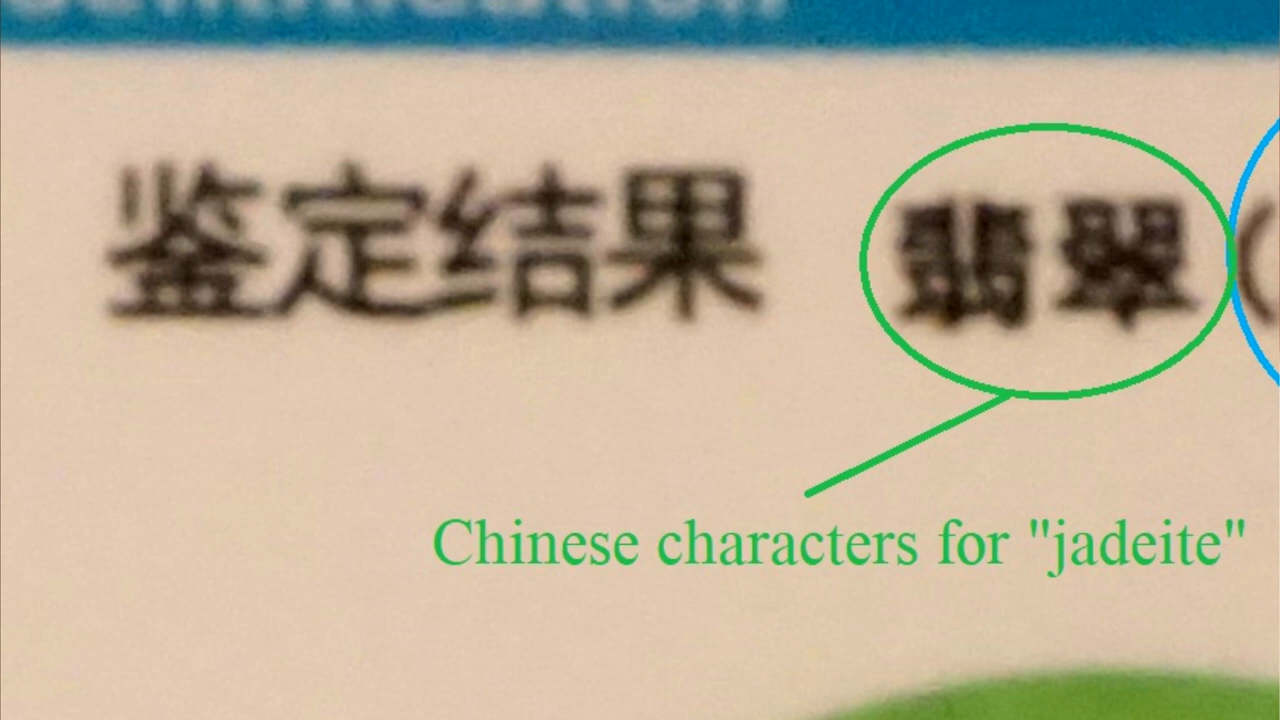 鉴定结果 翡翠(
Chinese characters for "jadeite"